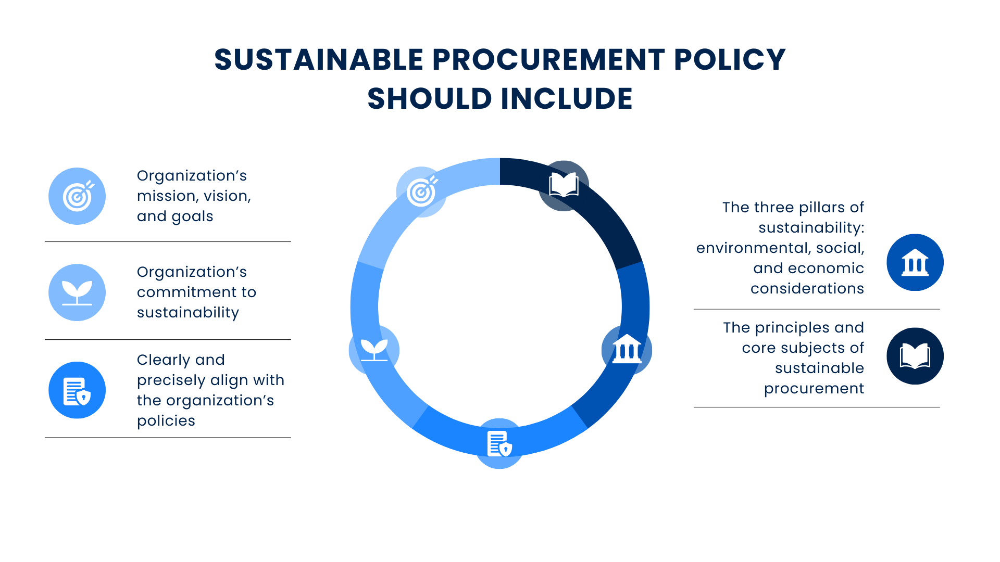 SUSTAINABLE PROCUREMENT POLICY
SHOULD INCLUDE
Organization’s
mission, vision,
and goals
Organization’s
commitment to
sustainability
Clearly and
precisely align with
the organization’s
policies
The three pillars of
sustainability:
environmental, social,
and economic
considerations
The principles and
core subjects of
sustainable
procurement